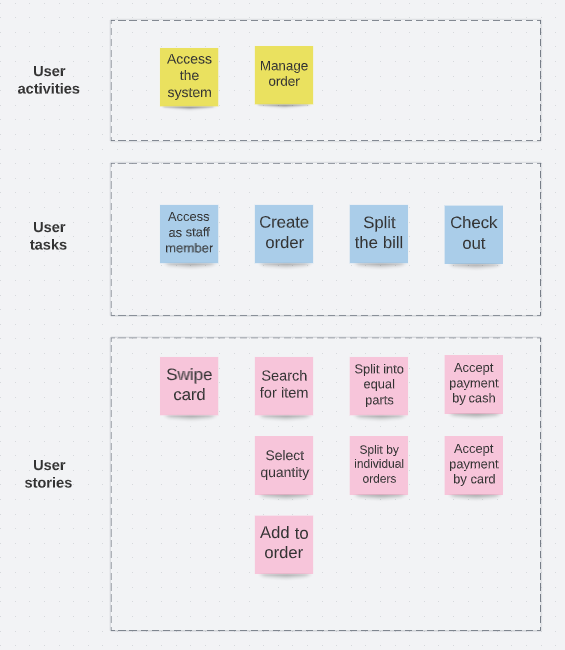 User
activities
Access
the
system
Manage
order
User
tasks
Access
as staff
member
Create
order
Split
the bill
Check
out
User
stories
Swipe
card
Search
for item
Split into
equal
parts
Accept
payment
by cash
Select
quantity
Split by
individual
orders
Accept
payment
by card
Add to
order